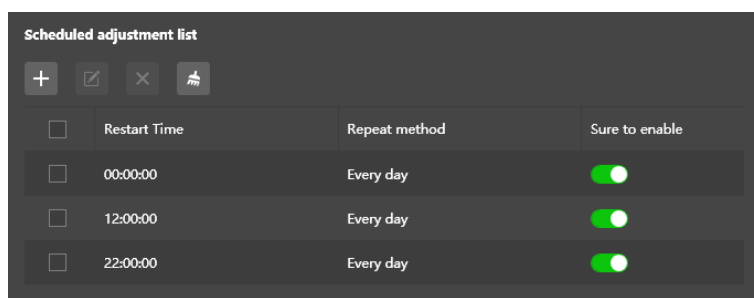 Scheduled adjustment list
Restart Time Repeat method Sure to enable
00:00:00 Every day
12:00:00 Every day
22:00:00 Every day